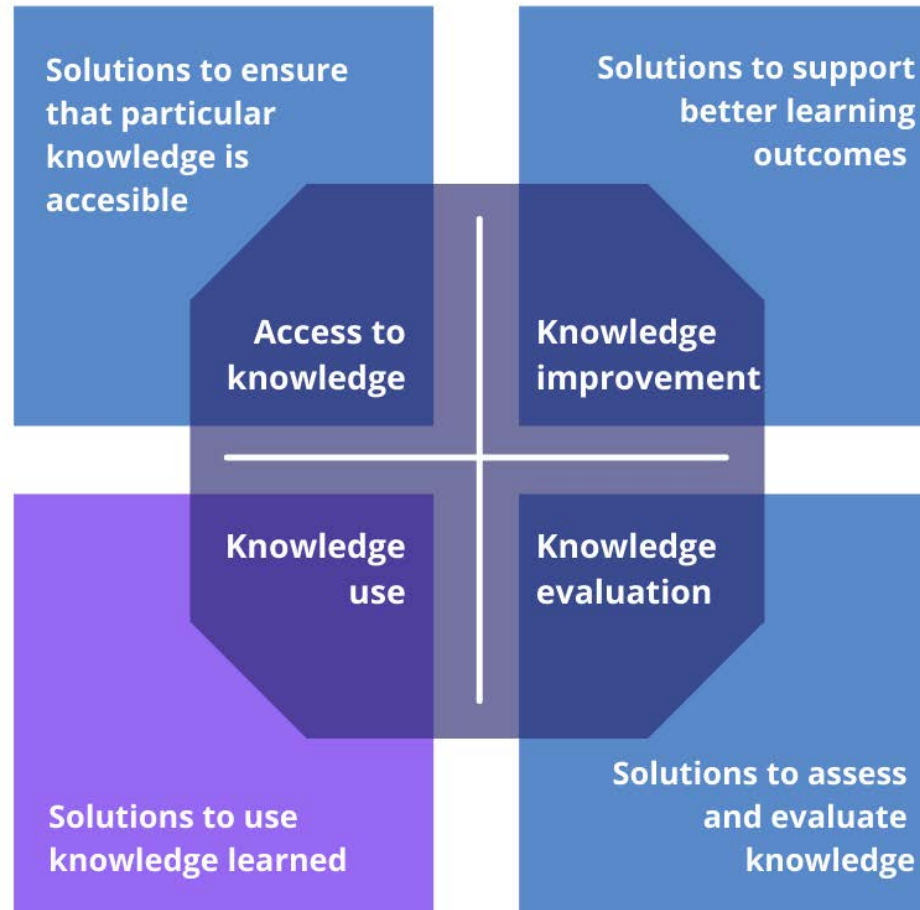 Solutions to ensure
that particular
knowledge is
accesible
Solutions to support
better learning
outcomes
Access to
knowledge
Knowledge
improvement
Knowledge
use
Knowledge
evaluation
Solutions to use
knowledge learned
Solutions to assess
and evaluate
knowledge